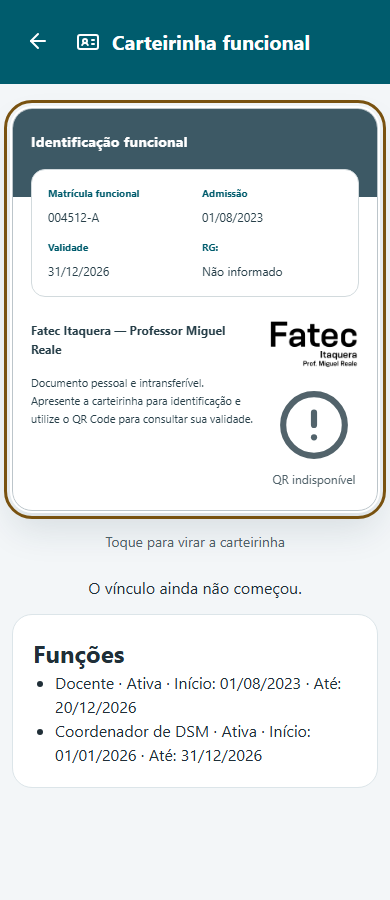 Carteirinha funcional
Identificação funcional
Matrícula funcional
004512-A
Admissão
01/08/2023
Validade
31/12/2026
RG:
Não informado
Fatec Itaquera — Professor Miguel
Reale
Documento pessoal e intransferível.
Apresente a carteirinha para identificação e
utilize o QR Code para consultar sua validade.
Fatec
Itaquera
Prof. Miguel Reale
QR indisponível
Toque para virar a carteirinha
O vínculo ainda não começou.
Funções
• Docente · Ativa · Início: 01/08/2023 · Até:
20/12/2026
• Coordenador de DSM · Ativa · Início:
01/01/2026 · Até: 31/12/2026